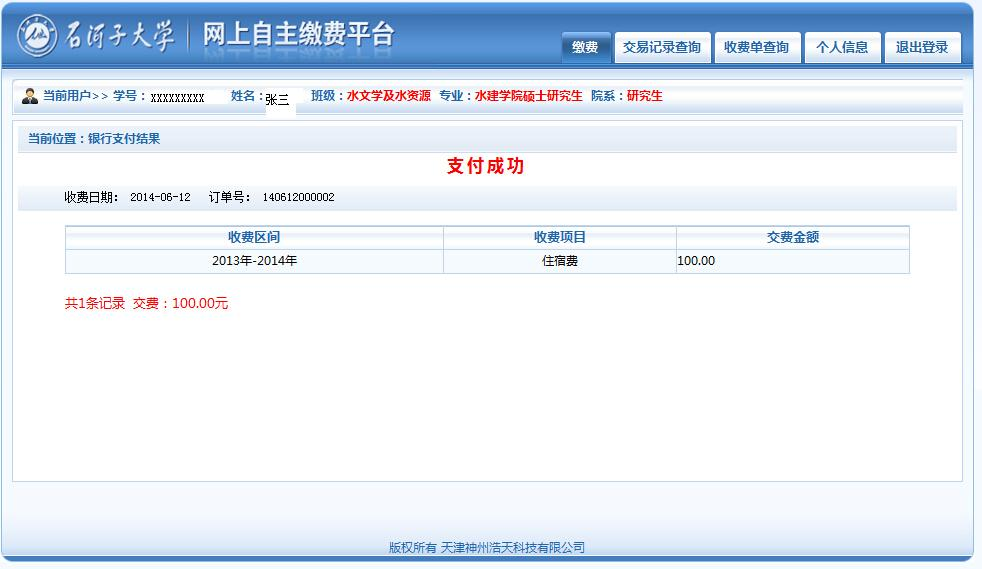 石河子大学 网上自主缴费平台
缴费 交易记录查询 收费单查询 个人信息 退出登录
当前用户>> 学号：xxxxxxxxx 姓名：张三 班级：水文学及水资源 专业：水建学院硕士研究生 院系：研究生
当前位置：银行支付结果
支付成功
收费日期： 2014-06-12 订单号： 140612000002
收费区间 收费项目 交费金额
2013年-2014年 住宿费 100.00
共1条记录 交费：100.00元
版权所有 天津神州浩天科技有限公司